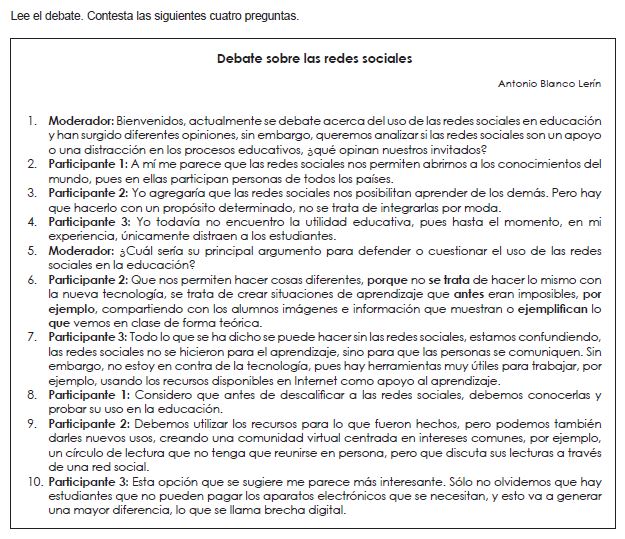 Lee el debate. Contesta las siguientes cuatro preguntas.
Debate sobre las redes sociales
Antonio Blanco Lerín
1. Moderador: Bienvenidos, actualmente se debate acerca del uso de las redes sociales en educación
y han surgido diferentes opiniones, sin embargo, queremos analizar si las redes sociales son un apoyo
o una distracción en los procesos educativos, ¿qué opinan nuestros invitados?
2. Participante 1: A mí me parece que las redes sociales nos permiten abrirnos a los conocimientos del
mundo, pues en ellas participan personas de todos los países.
3. Participante 2: Yo agregaría que las redes sociales nos posibilitan aprender de los demás. Pero hay
que hacerlo con un propósito determinado, no se trata de integrarlas por moda.
4. Participante 3: Yo todavía no encuentro la utilidad educativa, pues hasta el momento, en mi
experiencia, únicamente distraen a los estudiantes.
5. Moderador: ¿Cuál sería su principal argumento para defender o cuestionar el uso de las redes
sociales en la educación?
6. Participante 2: Que nos permiten hacer cosas diferentes, porque no se trata de hacer lo mismo con
la nueva tecnología, se trata de crear situaciones de aprendizaje que antes eran imposibles, por
ejemplo, compartiendo con los alumnos imágenes e información que muestran o ejemplifican lo
que vemos en clase de forma teórica.
7. Participante 3: Todo lo que se ha dicho se puede hacer sin las redes sociales, estamos confundiendo,
las redes sociales no se hicieron para el aprendizaje, sino para que las personas se comuniquen. Sin
embargo, no estoy en contra de la tecnología, pues hay herramientas muy útiles para trabajar, por
ejemplo, usando los recursos disponibles en Internet como apoyo al aprendizaje.
8. Participante 1: Considero que antes de descalificar a las redes sociales, debemos conocerlas y
probar su uso en la educación.
9. Participante 2: Debemos utilizar los recursos para lo que fueron hechos, pero podemos también
darles nuevos usos, creando una comunidad virtual centrada en intereses comunes, por ejemplo,
un círculo de lectura que no tenga que reunirse en persona, pero que discuta sus lecturas a través
de una red social.
10. Participante 3: Esta opción que se sugiere me parece más interesante. Sólo no olvidemos que hay
estudiantes que no pueden pagar los aparatos electrónicos que se necesitan, y esto va a generar
una mayor diferencia, lo que se llama brecha digital.